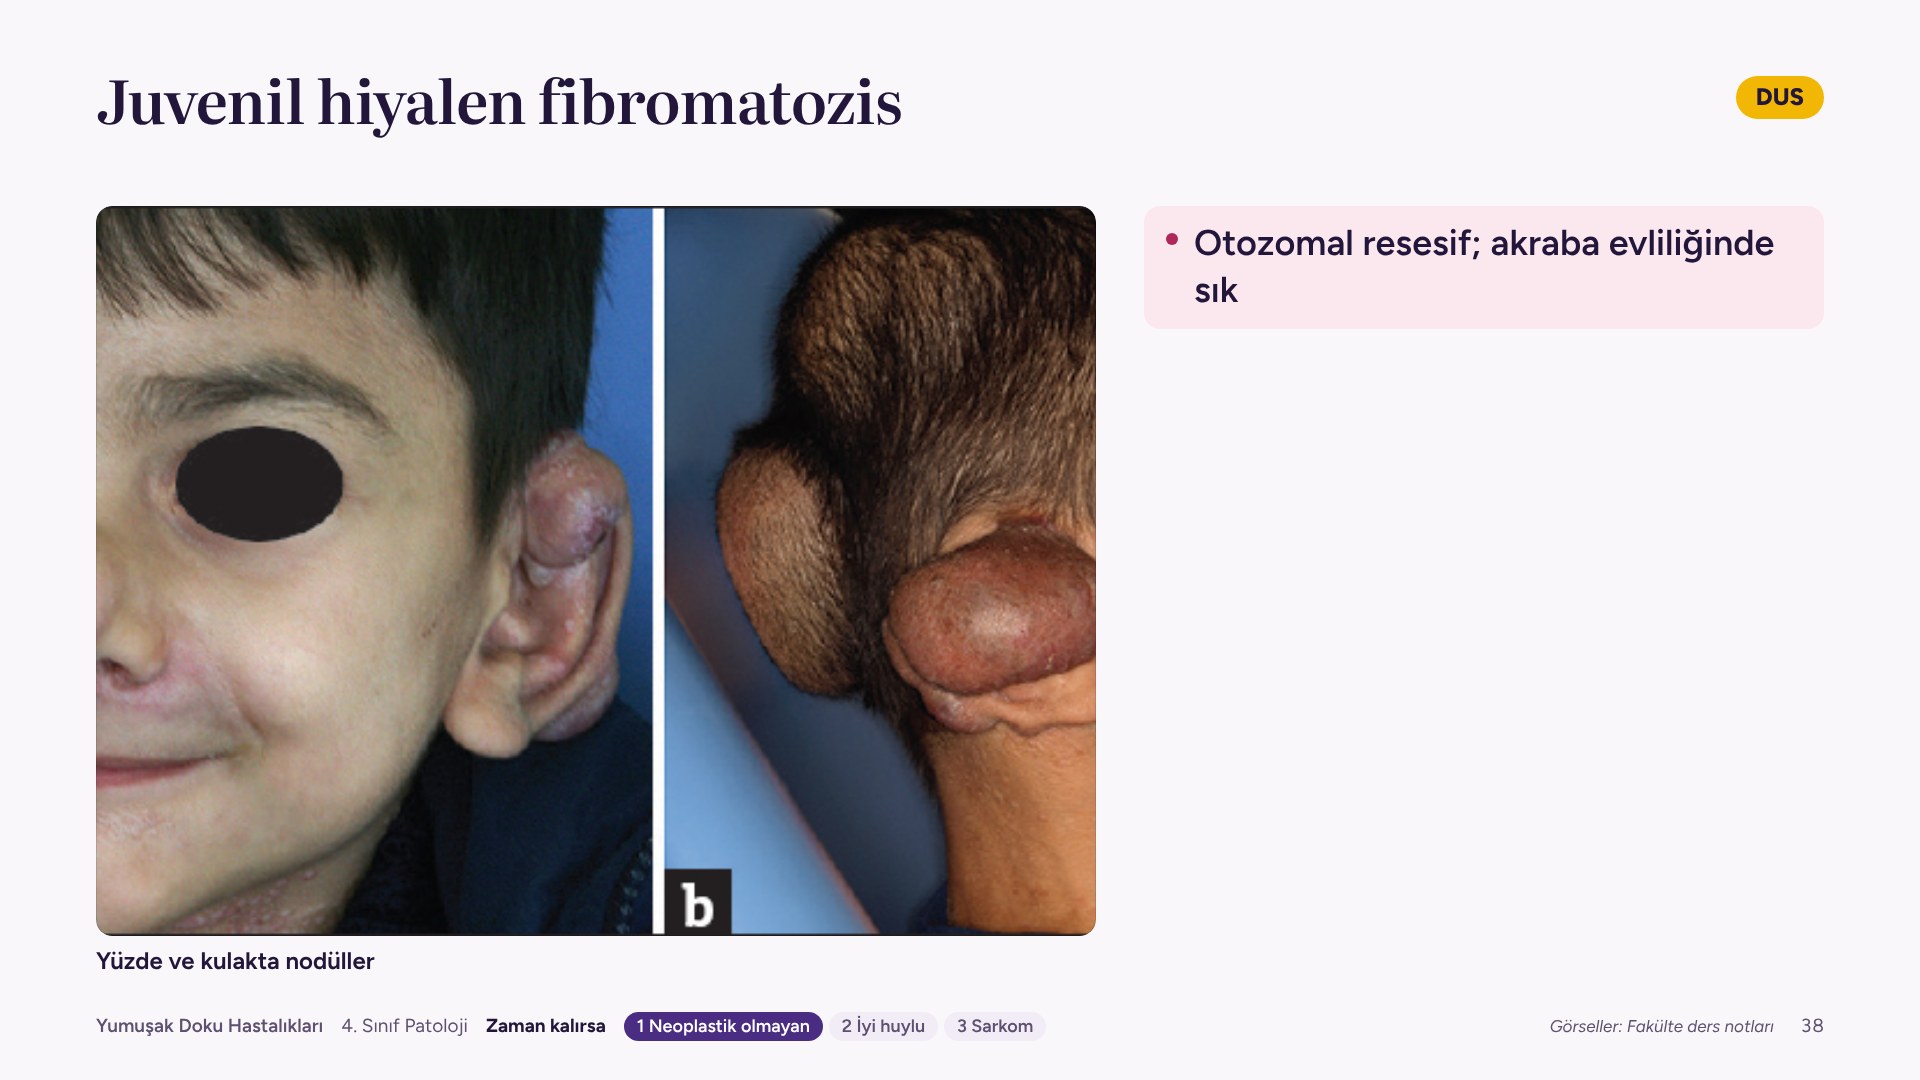 Juvenil hiyalen fibromatozis
DUS
Otozomal resesif; akraba evliliğinde
sık
b
Yüzde ve kulakta nodüller
Yumuşak Doku Hastalıkları 4. Sınıf Patoloji Zaman kalırsa 1 Neoplastik olmayan 2 İyi huylu 3 Sarkom
Görseller: Fakülte ders notları 38